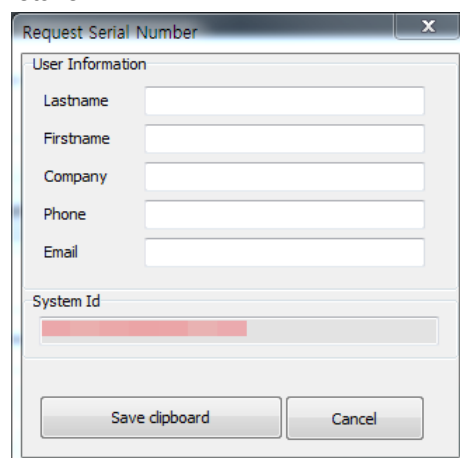 Request Serial Number
x
User Information
Lastname
Firstname
Company
Phone
Email
System Id
Save clipboard
Cancel